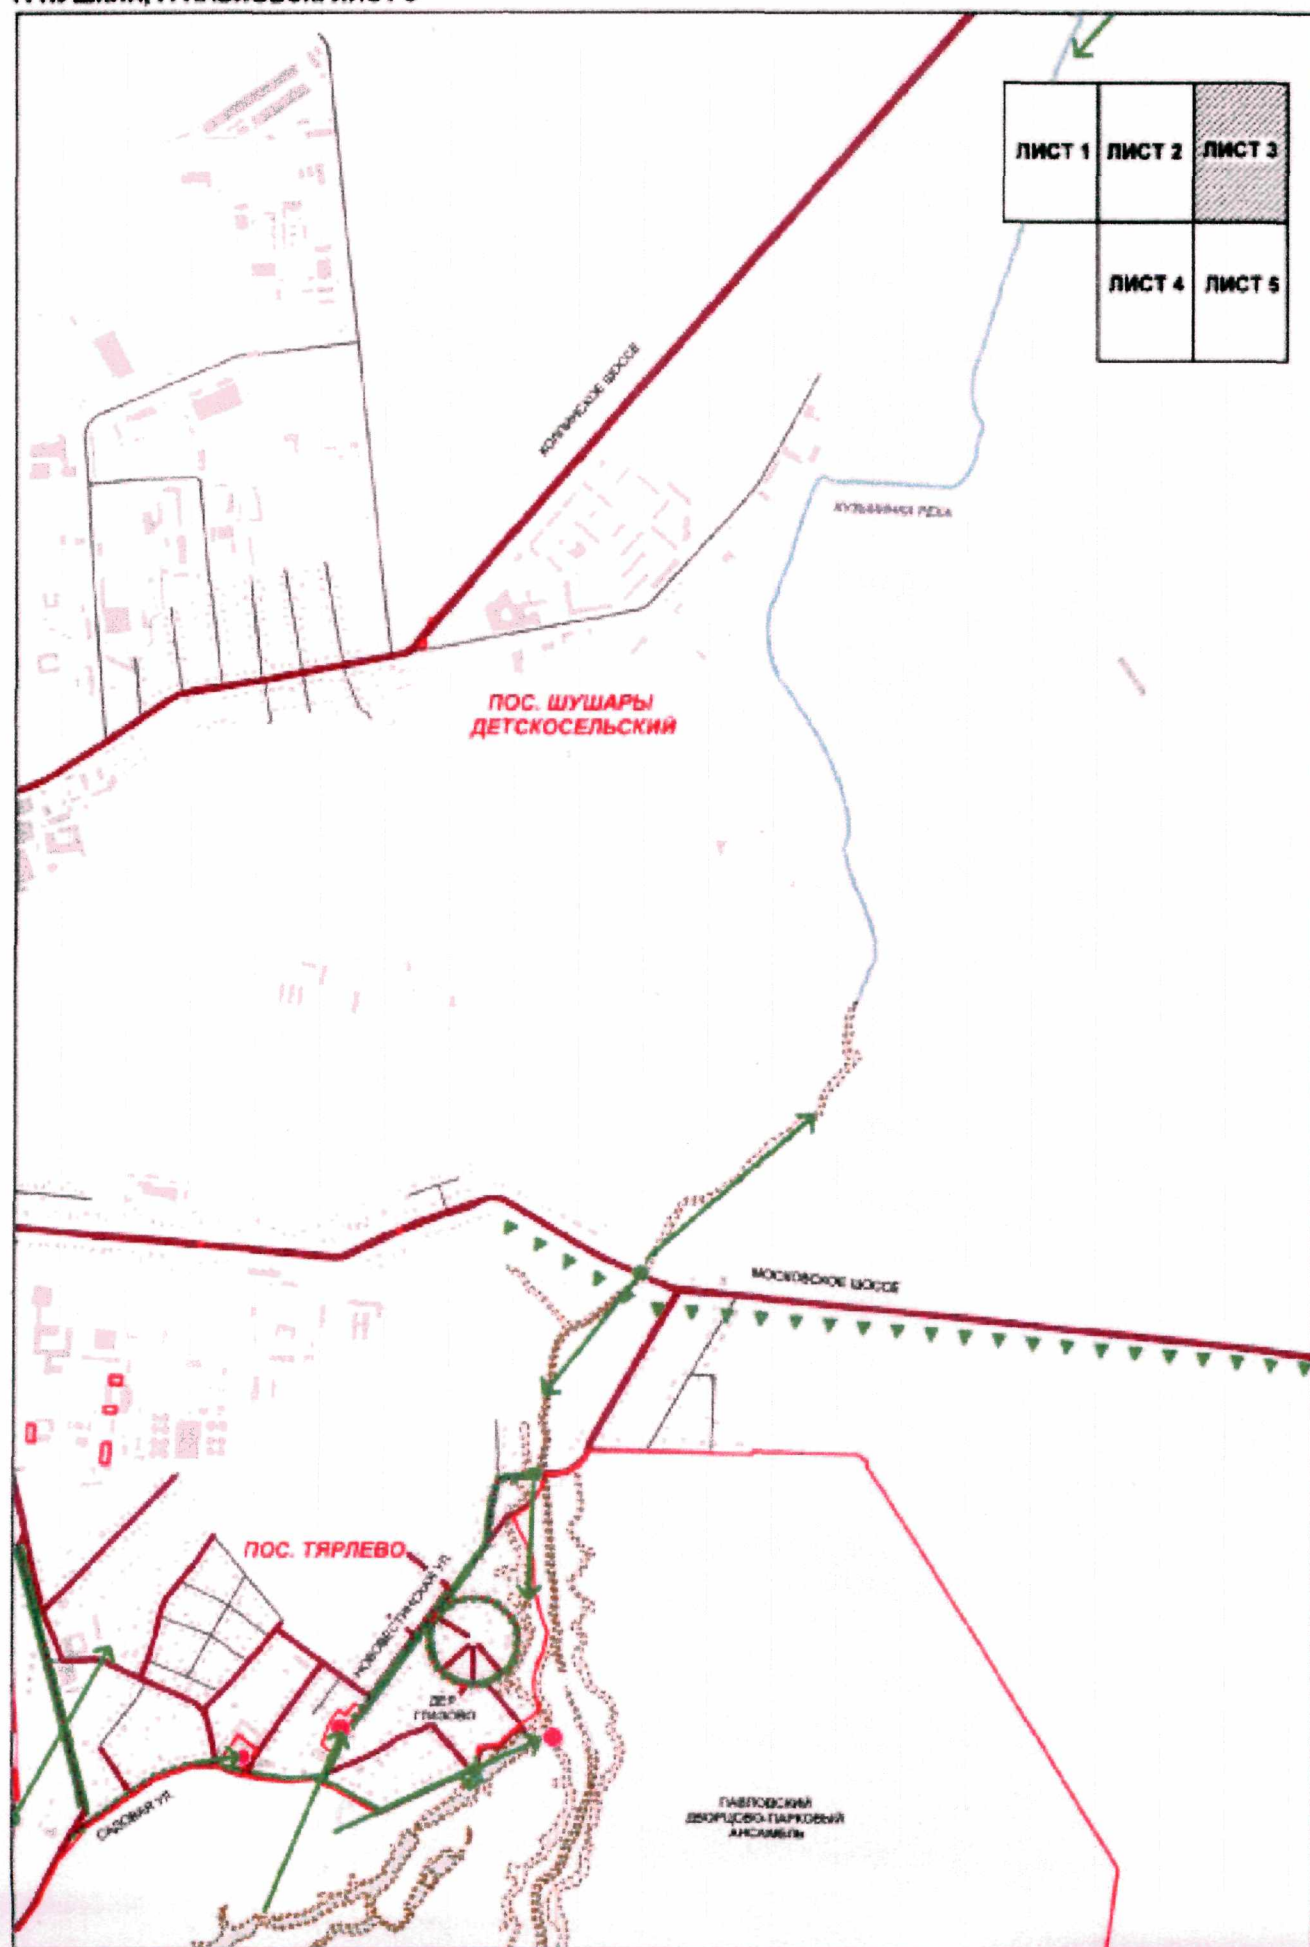 ЛИСТ 1
ЛИСТ 2
ЛИСТ 3
ЛИСТ 4
ЛИСТ 5
КОЛПИНСКОЕ ШОССЕ
КУЗЬМИНКА РЕКА
ПОС. ШУШАРЫ
ДЕТСКОСЕЛЬСКИЙ
МОСКОВСКОЕ ШОССЕ
ПОС. ТЯРЛЕВО
НОВОВЕСТИНСКАЯ УЛ
ДЕР.
ГЛАЗОВО
САДОВАЯ УЛ
ПАВЛОВСКИЙ
ДВОРЦОВО-ПАРКОВЫЙ
АНСАМБЛЬ